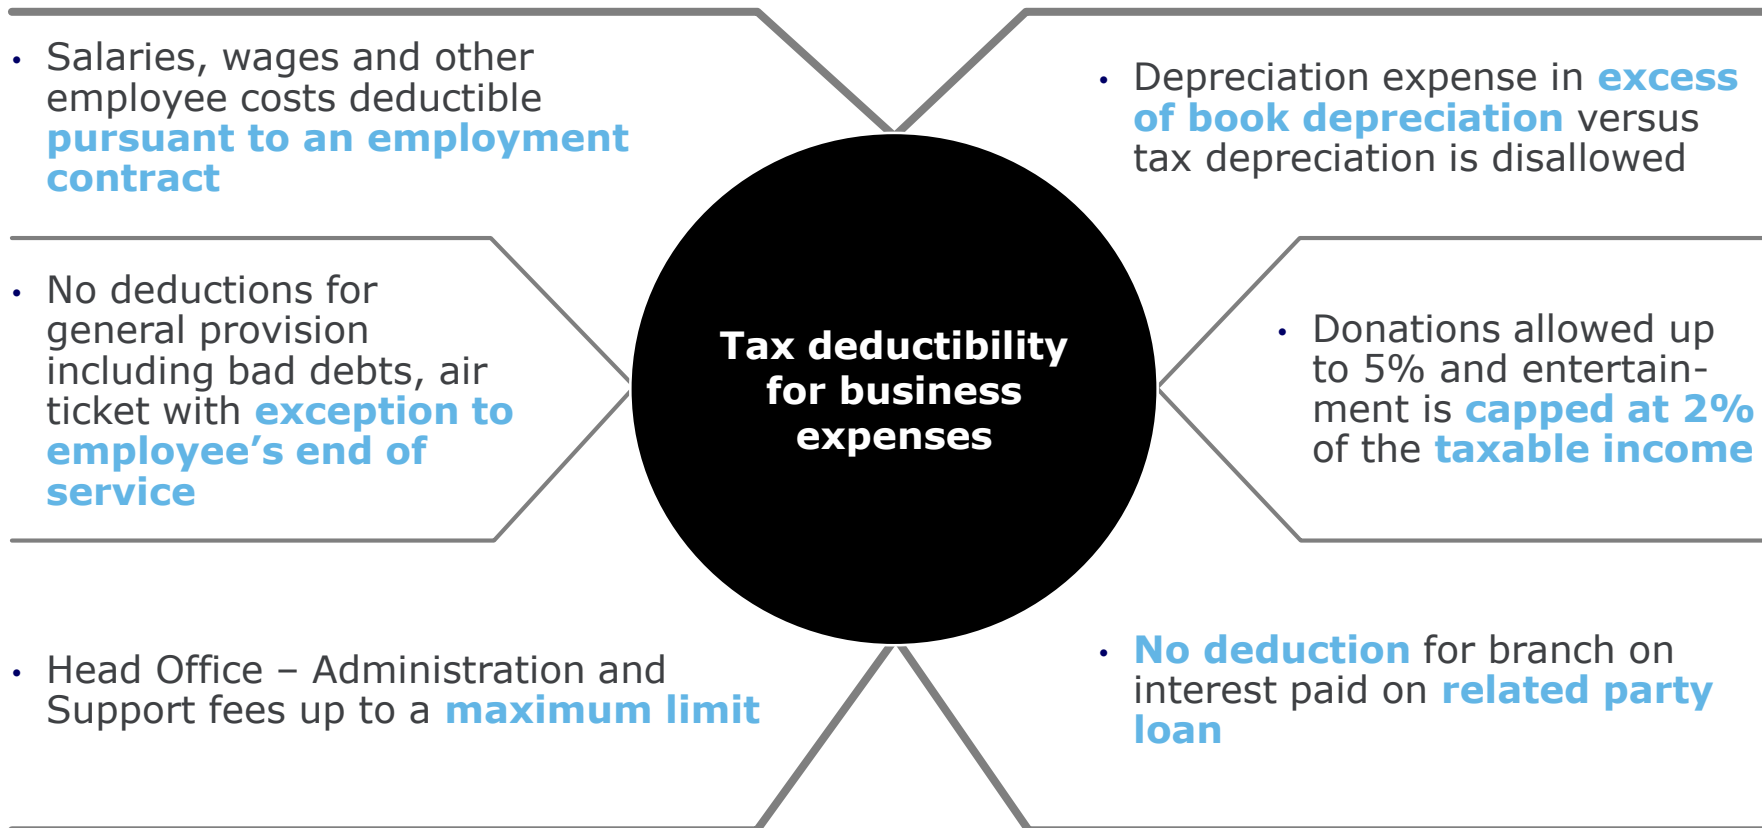 • Salaries, wages and other
employee costs deductible
pursuant to an employment
contract
• No deductions for
general provision
including bad debts, air
ticket with exception to
employee’s end of
service
• Head Office – Administration and
Support fees up to a maximum limit
Tax deductibility
for business
expenses
• Depreciation expense in excess
of book depreciation versus
tax depreciation is disallowed
• Donations allowed up
to 5% and entertain-
ment is capped at 2%
of the taxable income
• No deduction for branch on
interest paid on related party
loan